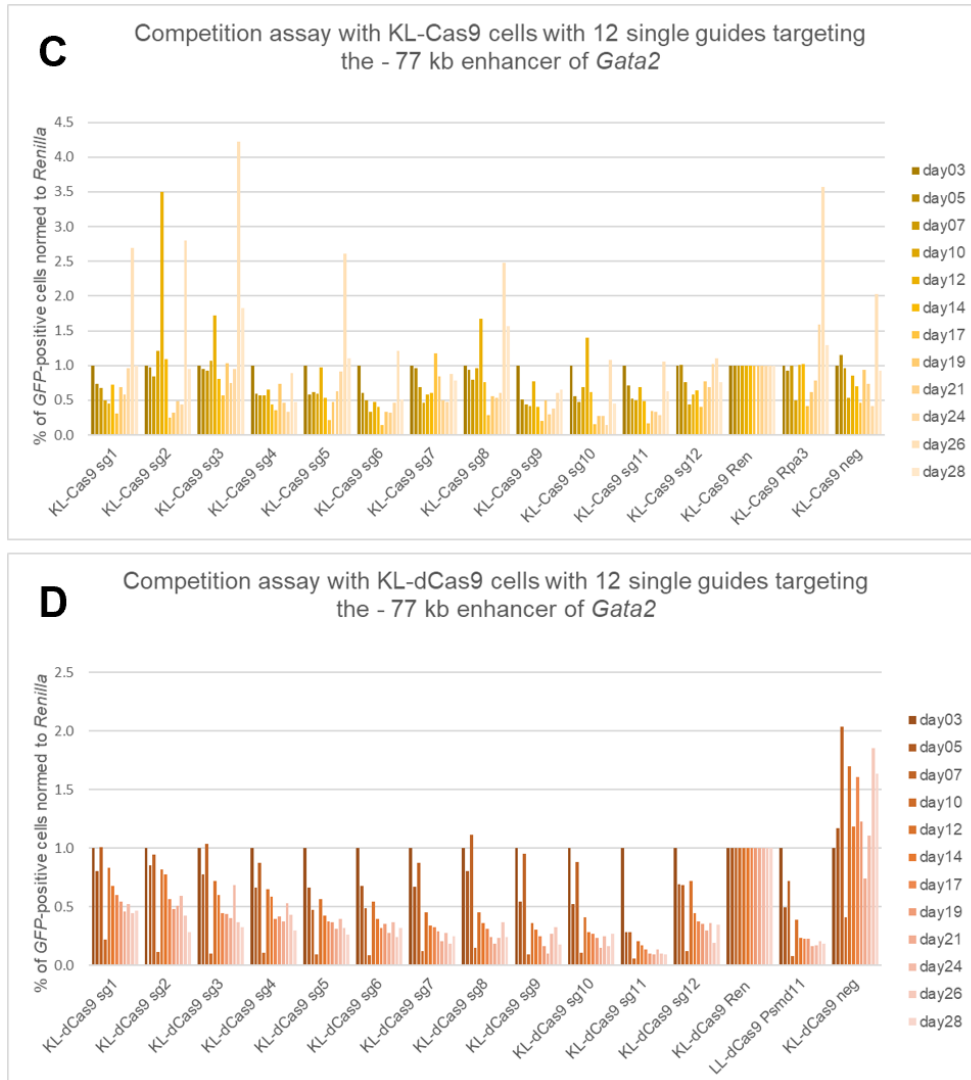 C
Competition assay with KL-Cas9 cells with 12 single guides targeting
the - 77 kb enhancer of Gata2
% of GFP-positive cells normed to Renilla
4.5
4.0
3.5
3.0
2.5
2.0
1.5
1.0
0.5
0.0
KL-Cas9 sg1
KL-Cas9 sg2
KL-Cas9 sg3
KL-Cas9 sg4
KL-Cas9 sg5
KL-Cas9 sg6
KL-Cas9 sg7
KL-Cas9 sg8
KL-Cas9 sg9
KL-Cas9 sg10
KL-Cas9 sg11
KL-Cas9 sg12
KL-Cas9 Ren
KL-Cas9 Rpa3
KL-Cas9 neg
day03
day05
day07
day10
day12
day14
day17
day19
day21
day24
day26
day28
D
Competition assay with KL-dCas9 cells with 12 single guides targeting
the - 77 kb enhancer of Gata2
% of GFP-positive cells normed to Renilla
2.5
2.0
1.5
1.0
0.5
0.0
KL-dCas9 sg1
KL-dCas9 sg2
KL-dCas9 sg3
KL-dCas9 sg4
KL-dCas9 sg5
KL-dCas9 sg6
KL-dCas9 sg7
KL-dCas9 sg8
KL-dCas9 sg9
KL-dCas9 sg10
KL-dCas9 sg11
KL-dCas9 sg12
KL-dCas9 Ren
LL-dCas9 Psmd11
KL-dCas9 neg
day03
day05
day07
day10
day12
day14
day17
day19
day21
day24
day26
day28